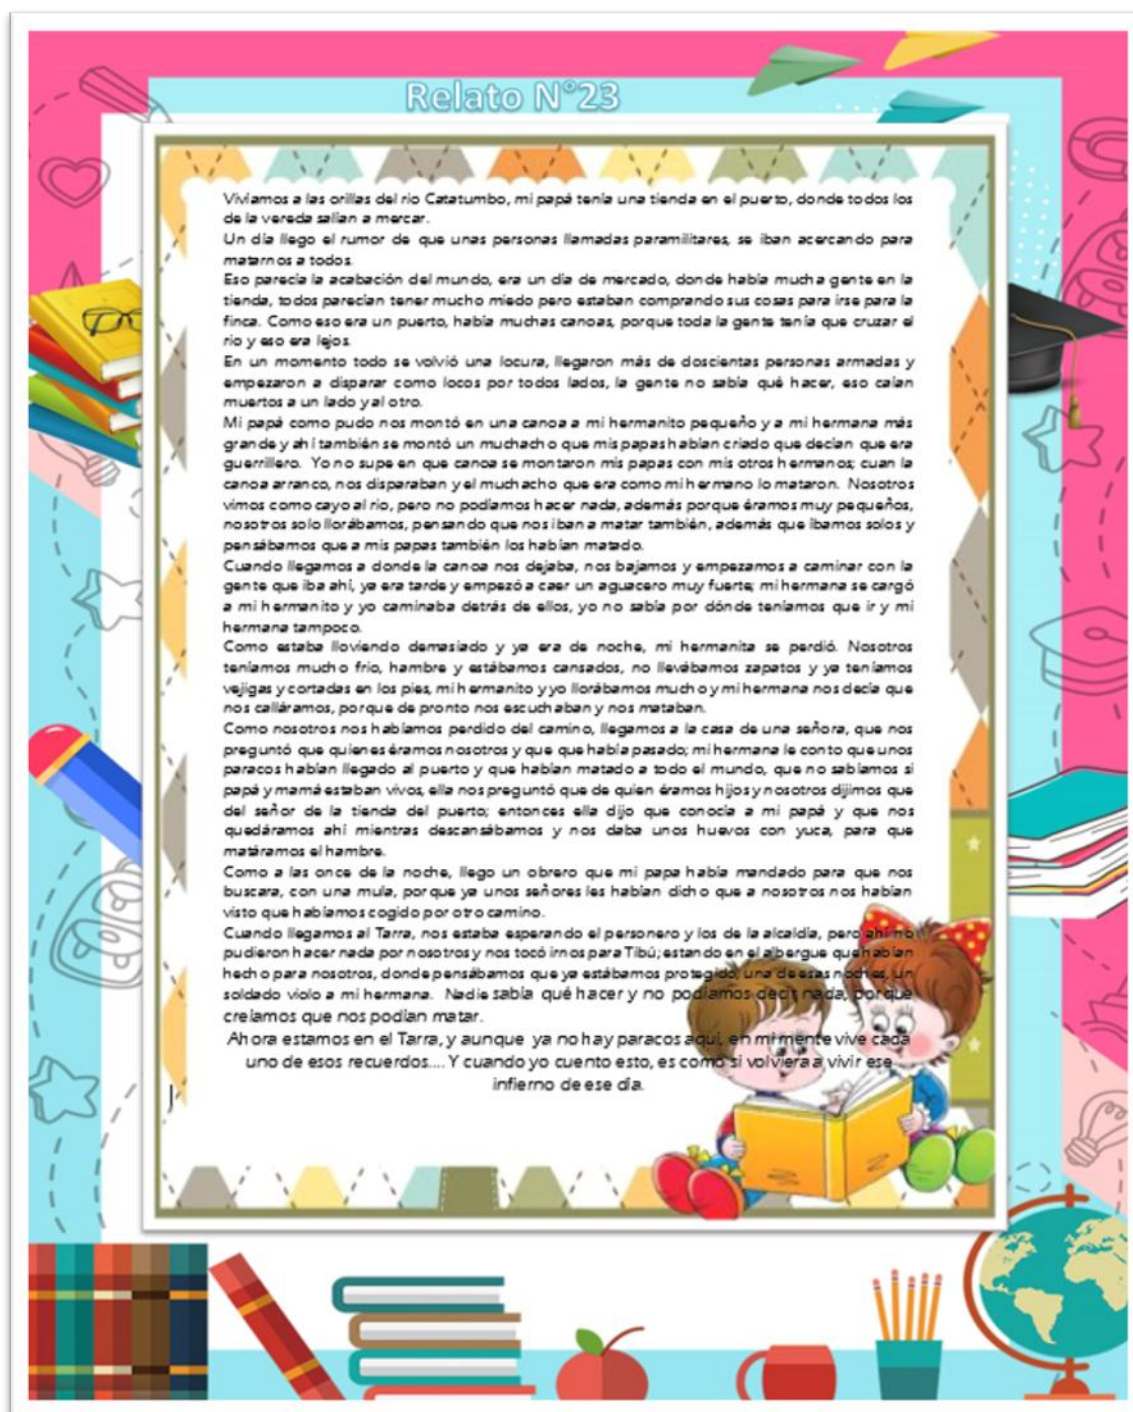 Relato N°23
Viviamos a las orillas del rio Catatumbo, mi papá tenía una tienda en el puerto, donde todos los
de la vereda salían a mercar.
Un día llego el rumor de que unas personas llamadas paramilitares, se iban acercando para
matarnos a todos.
Eso parecía la acabación del mundo, era un día de mercado, donde había mucha gente en la
tienda, todos parecían tener mucho miedo pero estaban comprando sus cosas para irse para la
finca. Como eso era un puerto, había muchas canoas, porque toda la gente tenía que cruzar el
rio y eso era lejos.
En un momento todo se volvió una locura, llegaron más de doscientas personas armadas y
empezaron a disparar como locos por todos lados, la gente no sabía qué hacer, eso caían
muertos a un lado y al otro.
Mi papá como pudo nos montó en una canoa a mi hermanito pequeño y a mi hermana más
grande y ahí también se montó un muchacho que mis papas habían criado que decían que era
guerrillero. Yo no supe en que canoa se montaron mis papas con mis otros hermanos; cuan la
canoa arranco, nos disparaban y el muchacho que era como mi hermano lo mataron. Nosotros
vimos como cayo al rio, pero no podíamos hacer nada, además porque éramos muy pequeños,
nosotros solo llorábamos, pensando que nos iban a matar también, además que íbamos solos y
pensábamos que a mis papas también los habían matado.
Cuando llegamos a donde la canoa nos dejaba, nos bajamos y empezamos a caminar con la
gente que iba ahí, ya era tarde y empezó a caer un aguacero muy fuerte; mi hermana se cargó
a mi hermanito y yo caminaba detrás de ellos, yo no sabía por dónde teníamos que ir y mi
hermana tampoco.
Como estaba lloviendo demasiado y ya era de noche, mi hermanita se perdió. Nosotros
teníamos mucho frio, hambre y estábamos cansados, no llevábamos zapatos y ya teníamos
vejigas y cortadas en los pies, mi hermanito y yo llorábamos mucho y mi hermana nos decía que
nos calláramos, porque de pronto nos escuchaban y nos mataban.
Como nosotros nos habíamos perdido del camino, llegamos a la casa de una señora, que nos
preguntó que quienes éramos nosotros y que que había pasado; mi hermana le conto que unos
paracos habían llegado al puerto y que habían matado a todo el mundo, que no sabíamos si
papá y mamá estaban vivos, ella nos preguntó que de quien éramos hijos y nosotros dijimos que
del señor de la tienda del puerto; entonces ella dijo que conocía a mi papá y que nos
quedáramos ahí mientras descansábamos y nos daba unos huevos con yuca, para que
matáramos el hambre.
Como a las once de la noche, llego un obrero que mi papa había mandado para que nos
buscara, con una mula, porque ya unos señores les habían dicho que a nosotros nos habían
visto que habíamos cogido por otro camino.
Cuando llegamos al Tarra, nos estaba esperando el personero y los de la alcaldía, pero ahí no
pudieron hacer nada por nosotros y nos tocó irnos para Tibú; estando en el albergue que habían
hecho para nosotros, donde pensábamos que ya estábamos protegido, una de esas noches, un
soldado violo a mi hermana. Nadie sabía qué hacer y no podíamos decir nada, porque
creíamos que nos podían matar.
Ahora estamos en el Tarra, y aunque ya no hay paracos aquí, en mi mente vive cada
uno de esos recuerdos.... Y cuando yo cuento esto, es como si volviera a vivir ese
infierno de ese día.